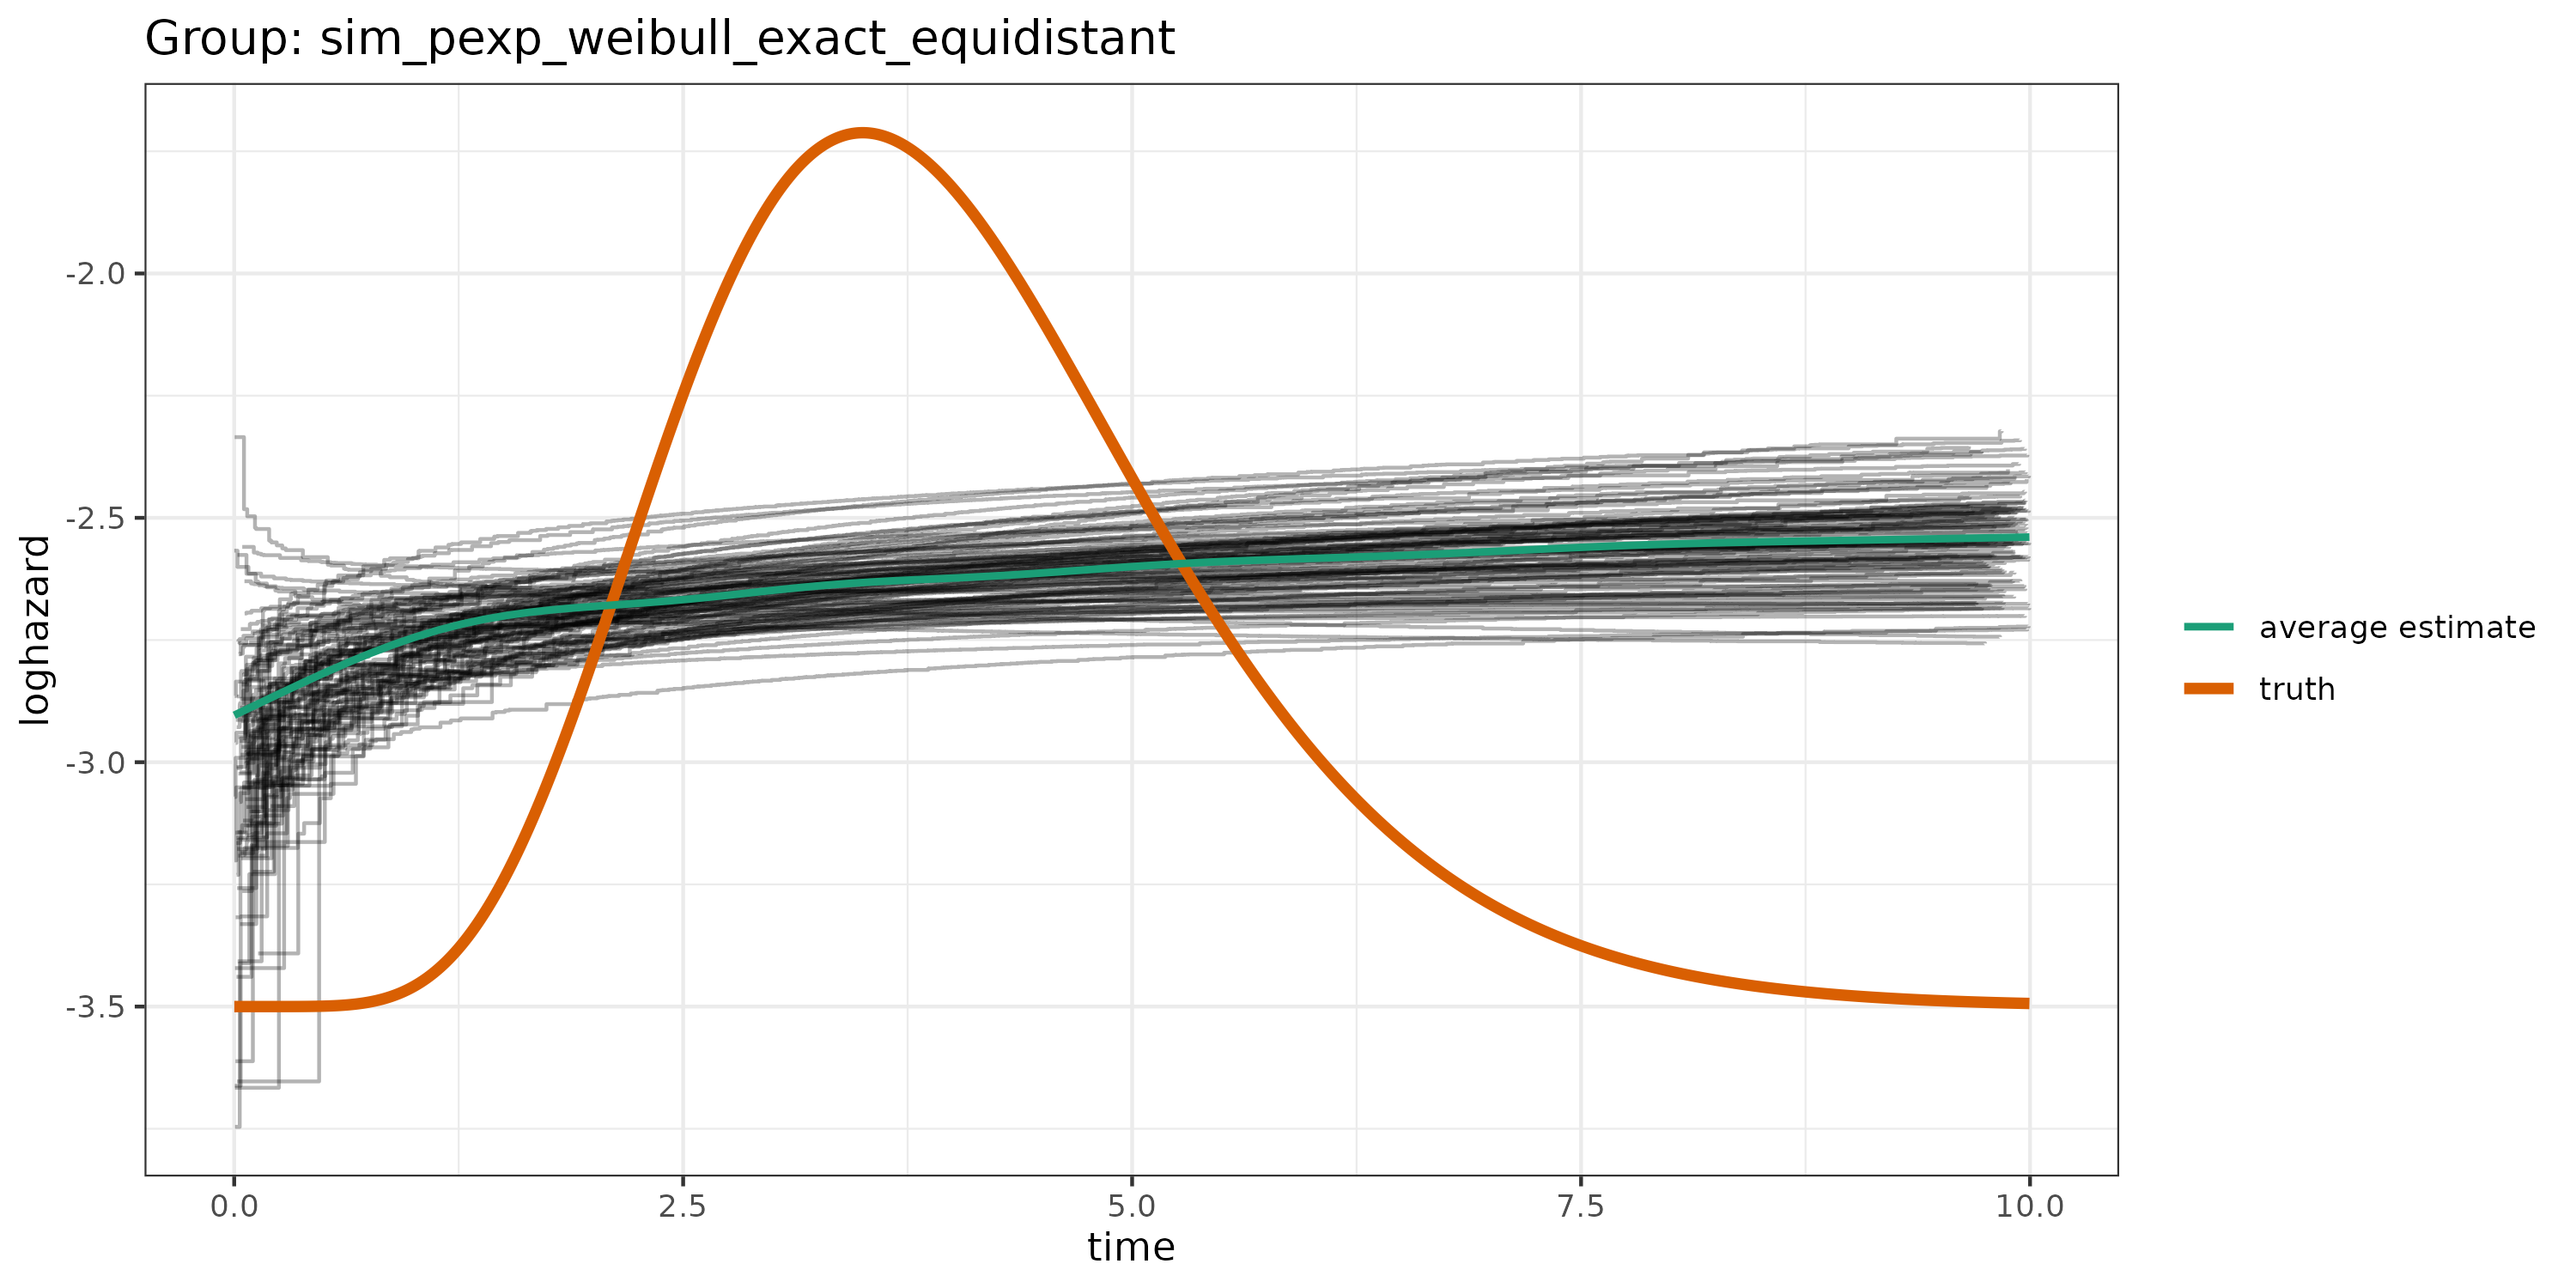 Group: sim_pexp_weibull_exact_equidistant
loghazard
-2.0
-2.5
-3.0
-3.5
0.0
2.5
5.0
7.5
10.0
time
average estimate
truth